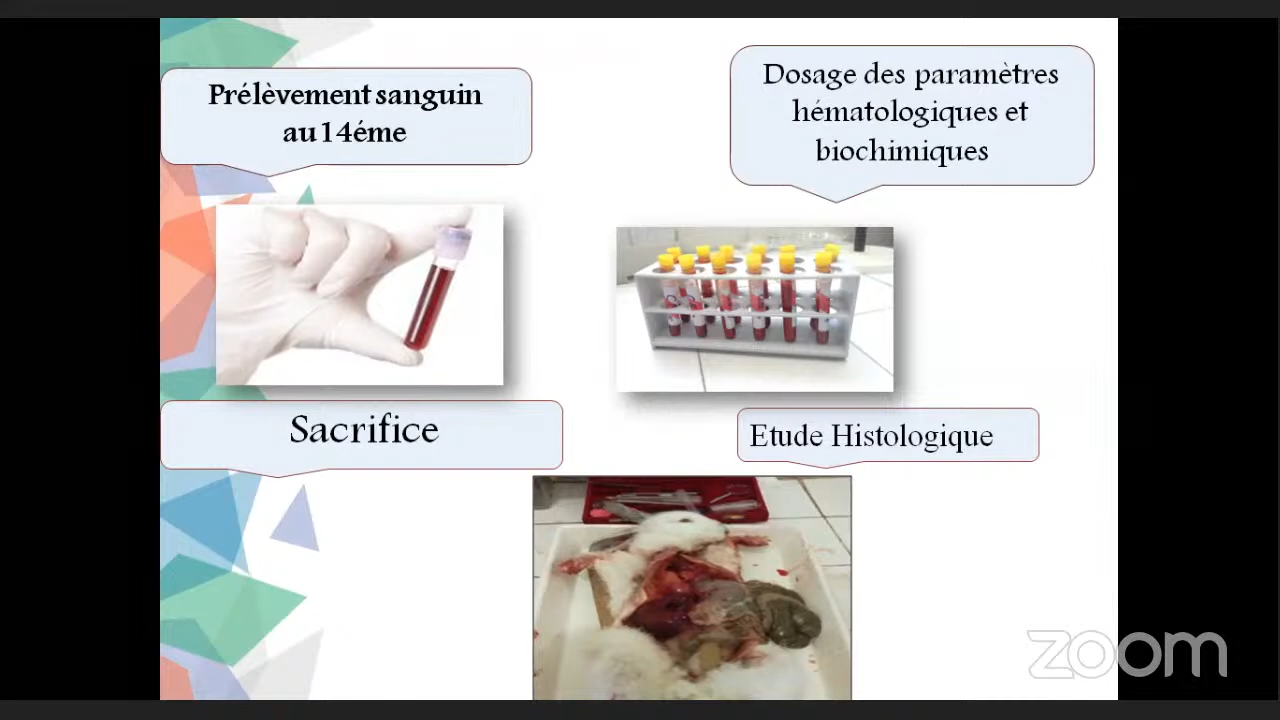 Prélèvement sanguin
au 14éme
Dosage des paramètres
hématologiques et
biochimiques
Sacrifice
Etude Histologique
zoom